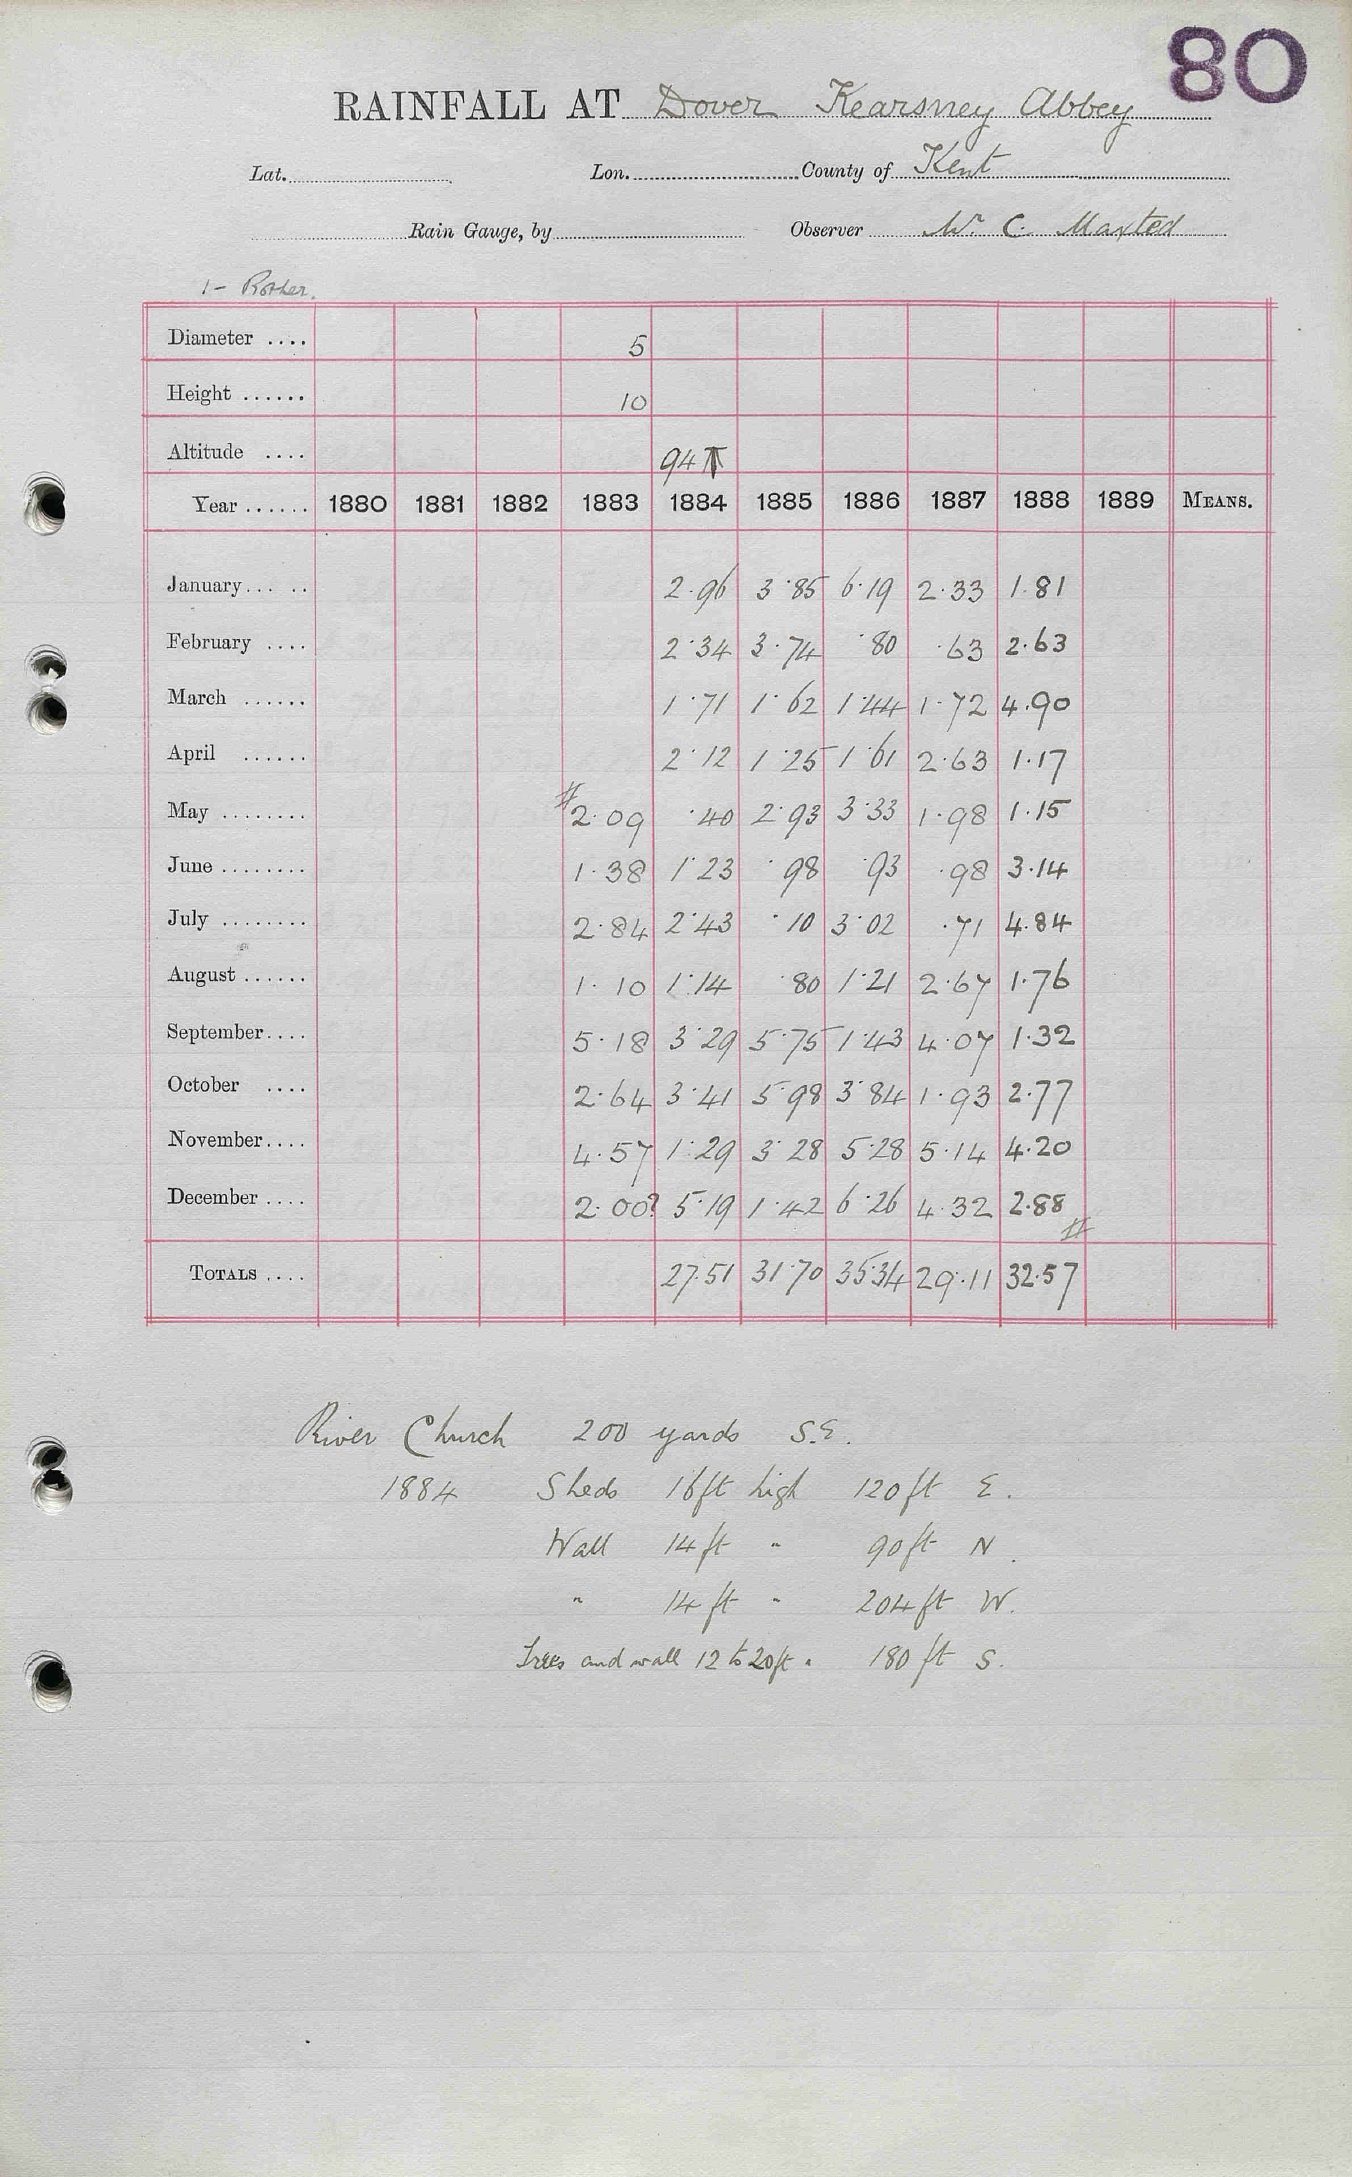 80
RAINFALL AT Dover Kearsney Abbey
Lat. Lon. County of Kent
Rain Gauge, by Observer Mr C. Maxted
1- Rother.
Diameter .... 5
Height ...... 10
Altitude .... 94
Year ...... 1880 1881 1882 1883 1884 1885 1886 1887 1888 1889 MEANS.
January... .. 2.96 3.85 6.19 2.33 1.81
February .... 2.34 3.74 .80 .63 2.63
March ...... 1.71 1.62 1.44 1.72 4.90
April ...... 2.12 1.25 1.61 2.63 1.17
May ........ #2.09 .40 2.93 3.33 1.98 1.15
June ........ 1.38 1.23 .98 .93 .98 3.14
July ........ 2.84 2.43 .10 3.02 .71 4.84
August ...... 1.10 1.14 .80 1.21 2.67 1.76
September.... 5.18 3.29 5.75 1.43 4.07 1.32
October .... 2.64 3.41 5.98 3.84 1.93 2.77
November.... 4.57 1.29 3.28 5.28 5.14 4.20
December .... 2.00? 5.19 1.42 6.26 4.32 2.88 #
TOTALS .... 27.51 31.70 35.34 29.11 32.57
River Church 200 yards S.E.
1884 Sheds 16ft high 120ft E.
Wall 14ft " 90ft N.
" 14ft " 204ft W.
Trees and wall 12 to 20ft " 180ft S.